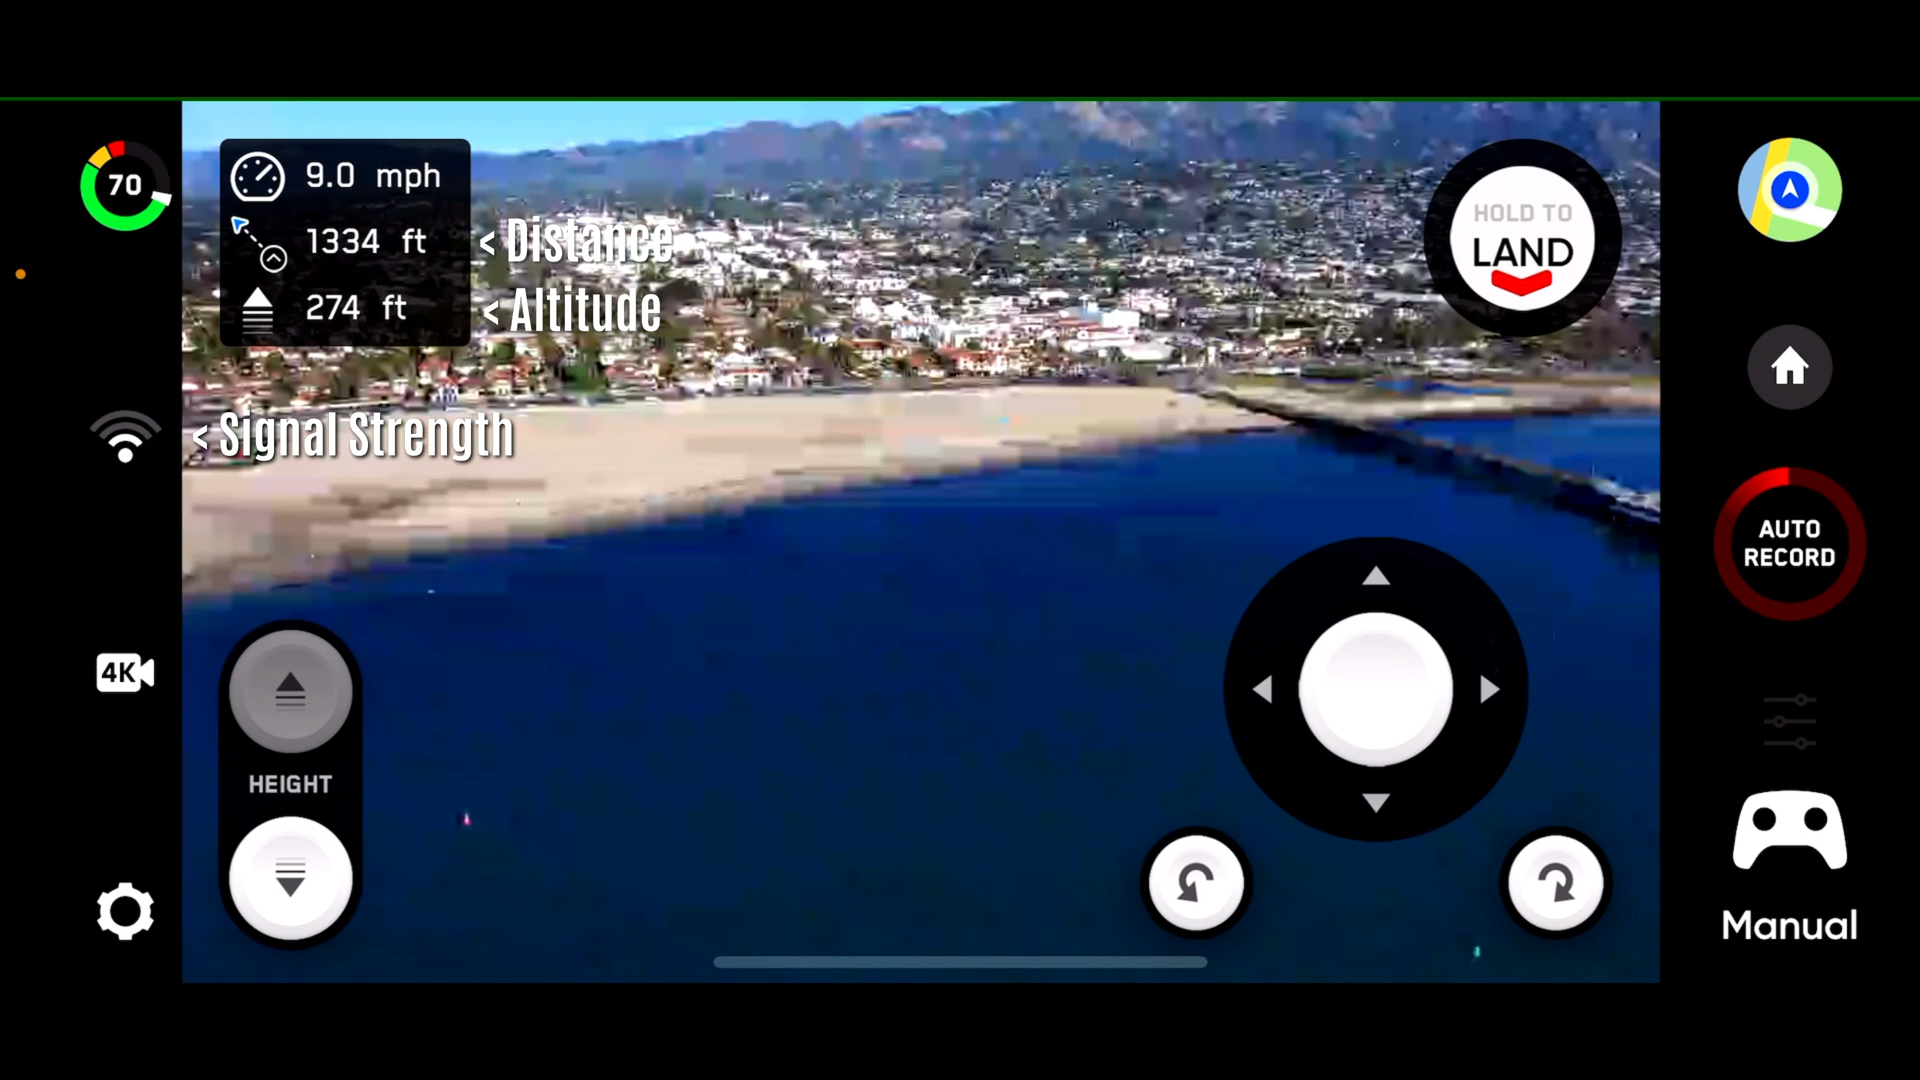 70
9.0 mph
1334 ft
< Distance
274 ft
< Altitude
< Signal Strength
4K
HEIGHT
HOLD TO
LAND
AUTO
RECORD
Manual